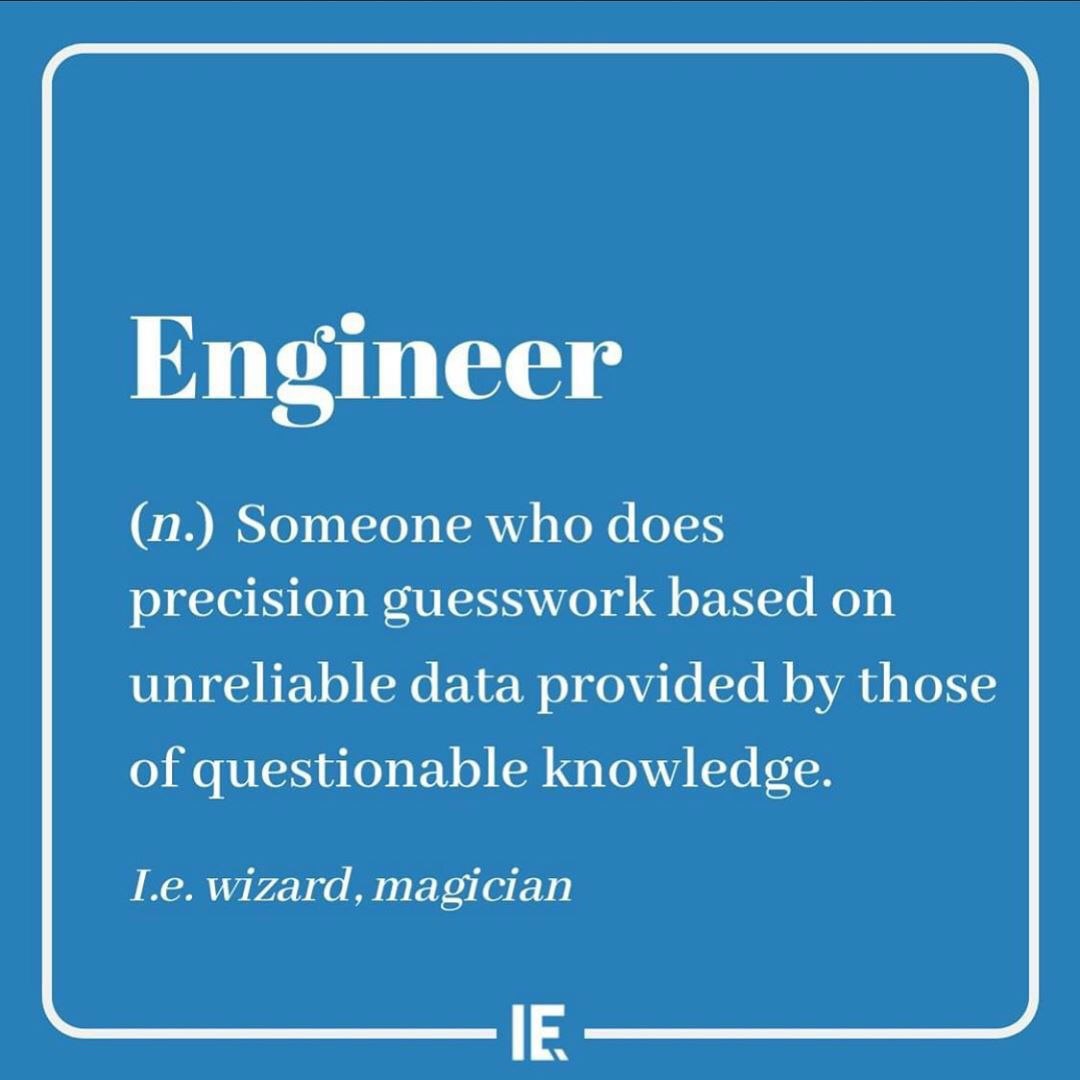 Engineer
(n.) Someone who does
precision guesswork based on
unreliable data provided by those
of questionable knowledge.
I.e. wizard, magician
IE